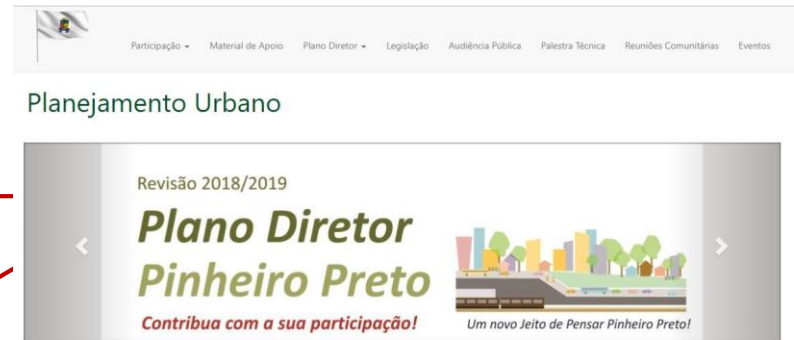 Participação Material de Apoio Plano Diretor Legislação Audiência Pública Palestra Técnica Reuniões Comunitárias Eventos
Planejamento Urbano
Revisão 2018/2019
Plano Diretor
Pinheiro Preto
Contribua com a sua participação!
Um novo Jeito de Pensar Pinheiro Preto!